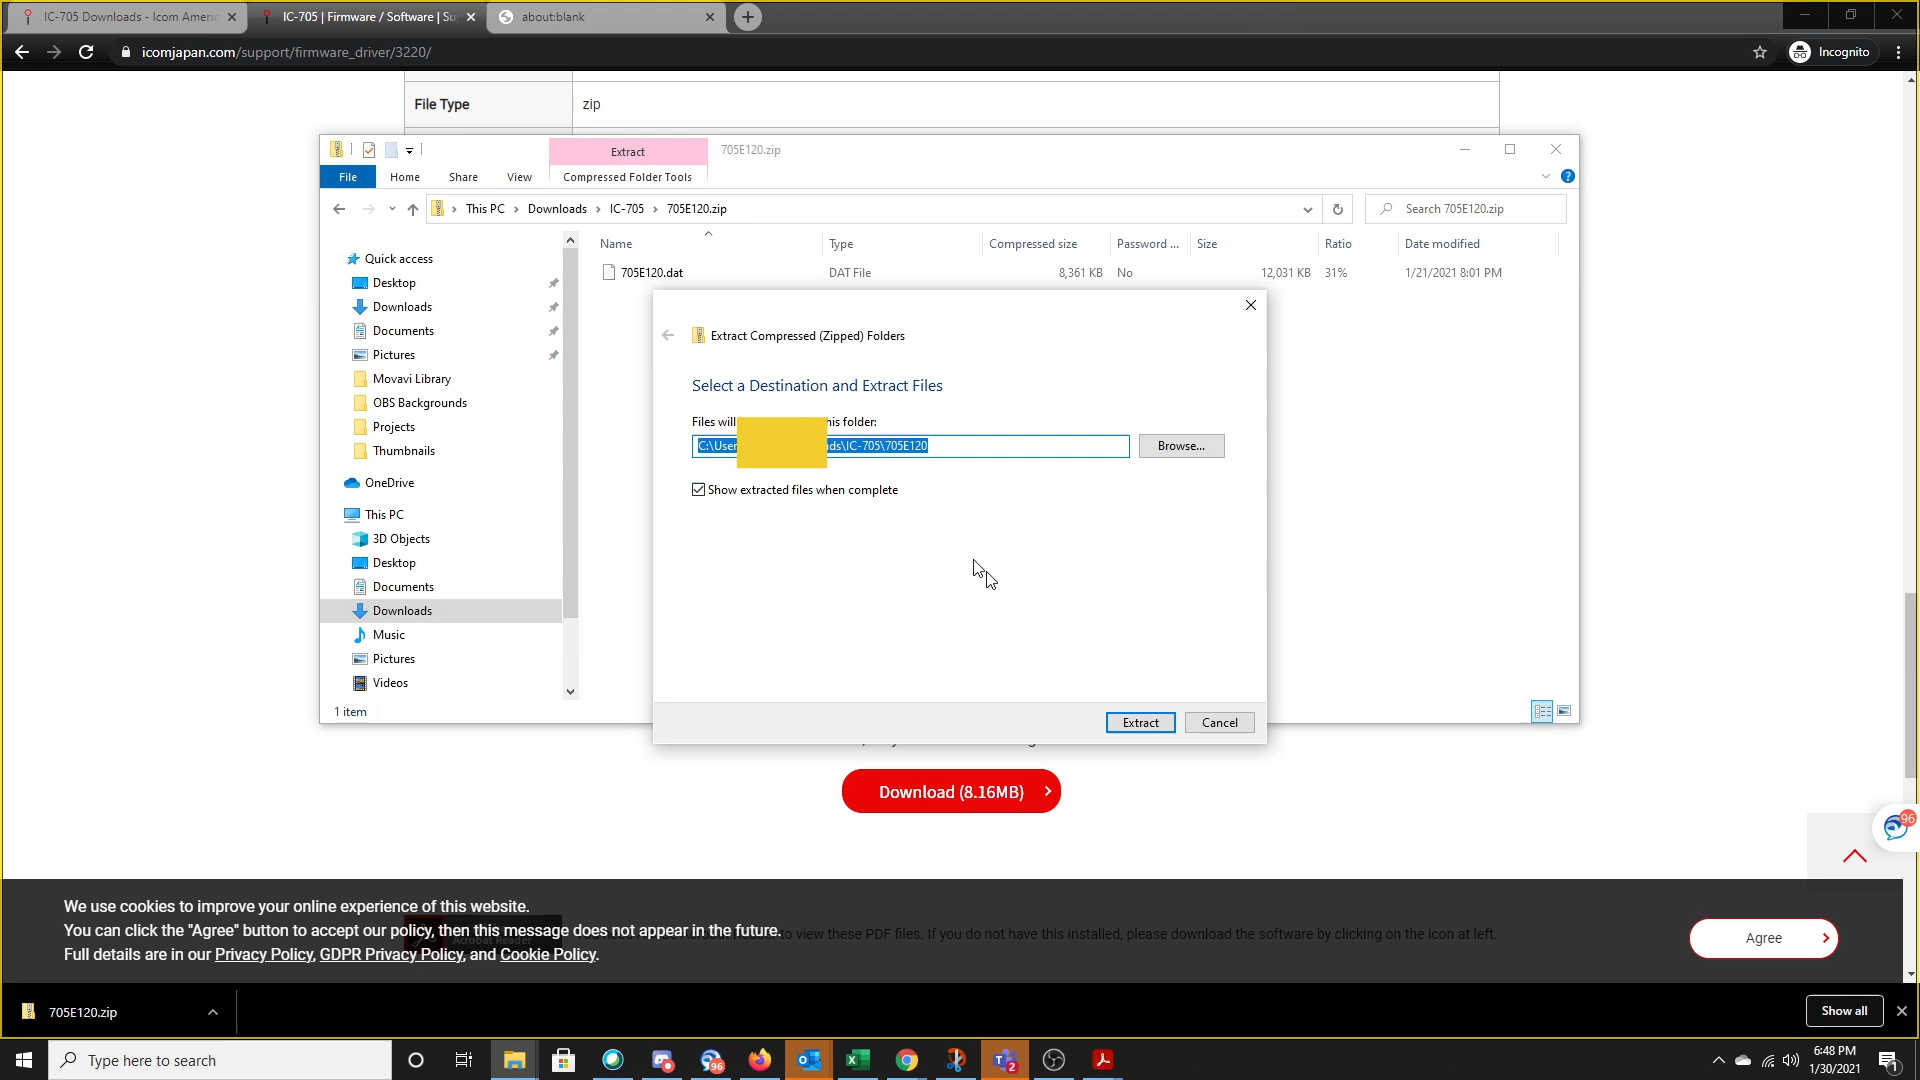 IC-705 Downloads - Icom Americ
IC-705 | Firmware / Software | Su
about:blank
icomjapan.com/support/firmware_driver/3220/
Incognito
File Type
zip
Extract
705E120.zip
File
Home
Share
View
Compressed Folder Tools
This PC
Downloads
IC-705
705E120.zip
Search 705E120.zip
Name
Type
Compressed size
Password ...
Size
Ratio
Date modified
705E120.dat
DAT File
8,361 KB
No
12,031 KB
31%
1/21/2021 8:01 PM
Quick access
Desktop
Downloads
Documents
Pictures
Movavi Library
OBS Backgrounds
Projects
Thumbnails
OneDrive
This PC
3D Objects
Desktop
Documents
Downloads
Music
Pictures
Videos
1 item
Extract Compressed (Zipped) Folders
Select a Destination and Extract Files
Files will his folder:
C:\User ds\IC-705\705E120
Browse...
Show extracted files when complete
Extract
Cancel
Download (8.16MB)
96
We use cookies to improve your online experience of this website.
You can click the "Agree" button to accept our policy, then this message does not appear in the future.
Full details are in our Privacy Policy, GDPR Privacy Policy, and Cookie Policy.
Acrobat Reader
to view these PDF files. If you do not have this installed, please download the software by clicking on the icon at left.
Agree
705E120.zip
Show all
Type here to search
96
2
6:48 PM
1/30/2021
1